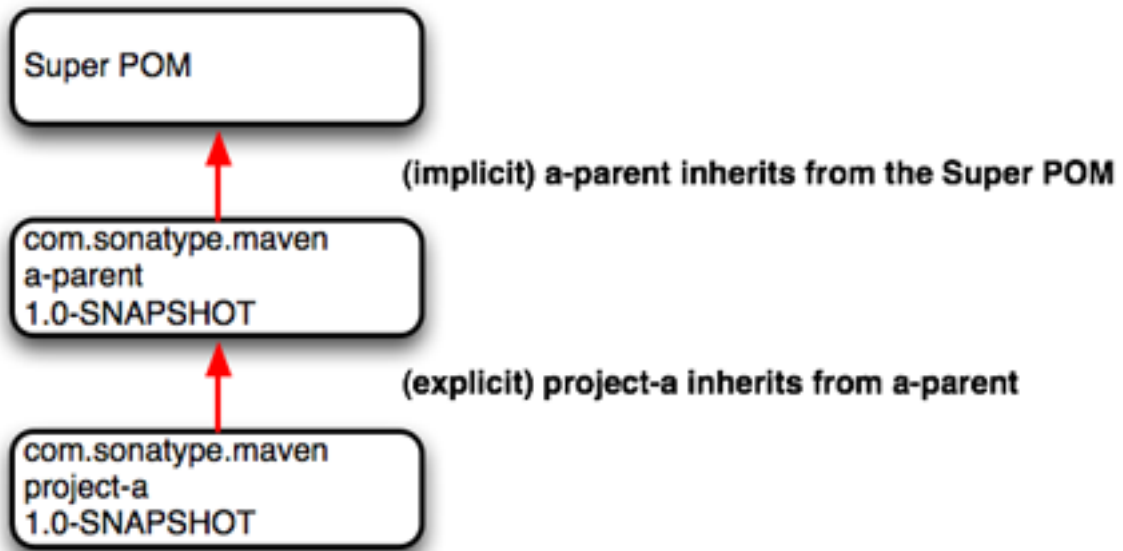 Super POM
(implicit) a-parent inherits from the Super POM
com.sonatype.maven
a-parent
1.0-SNAPSHOT
(explicit) project-a inherits from a-parent
com.sonatype.maven
project-a
1.0-SNAPSHOT